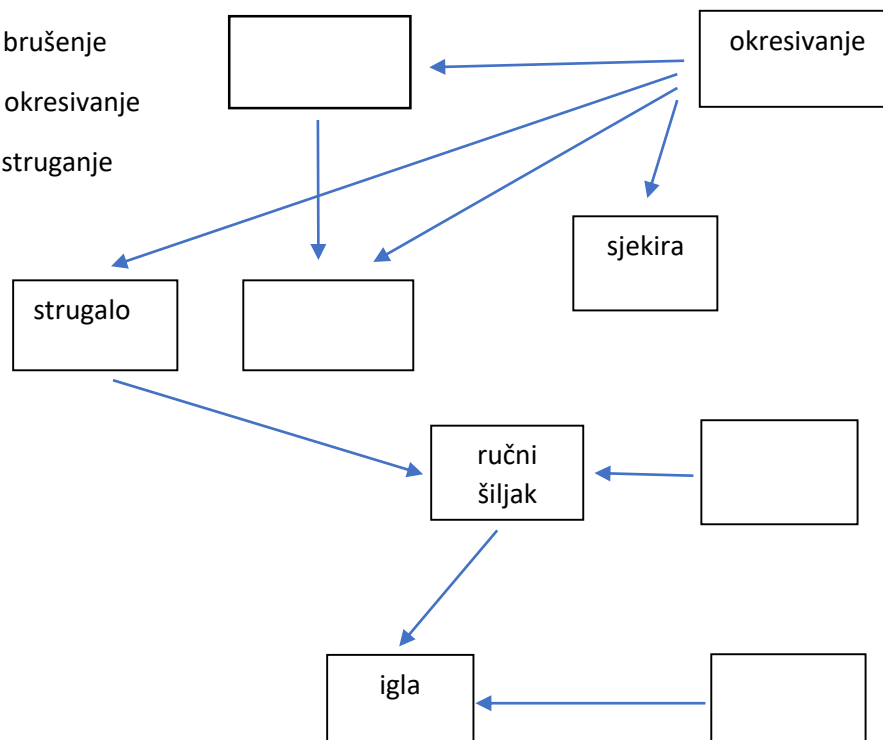 brušenje
okresivanje
struganje
okresivanje
sjekira
strugalo
ručni
šiljak
igla